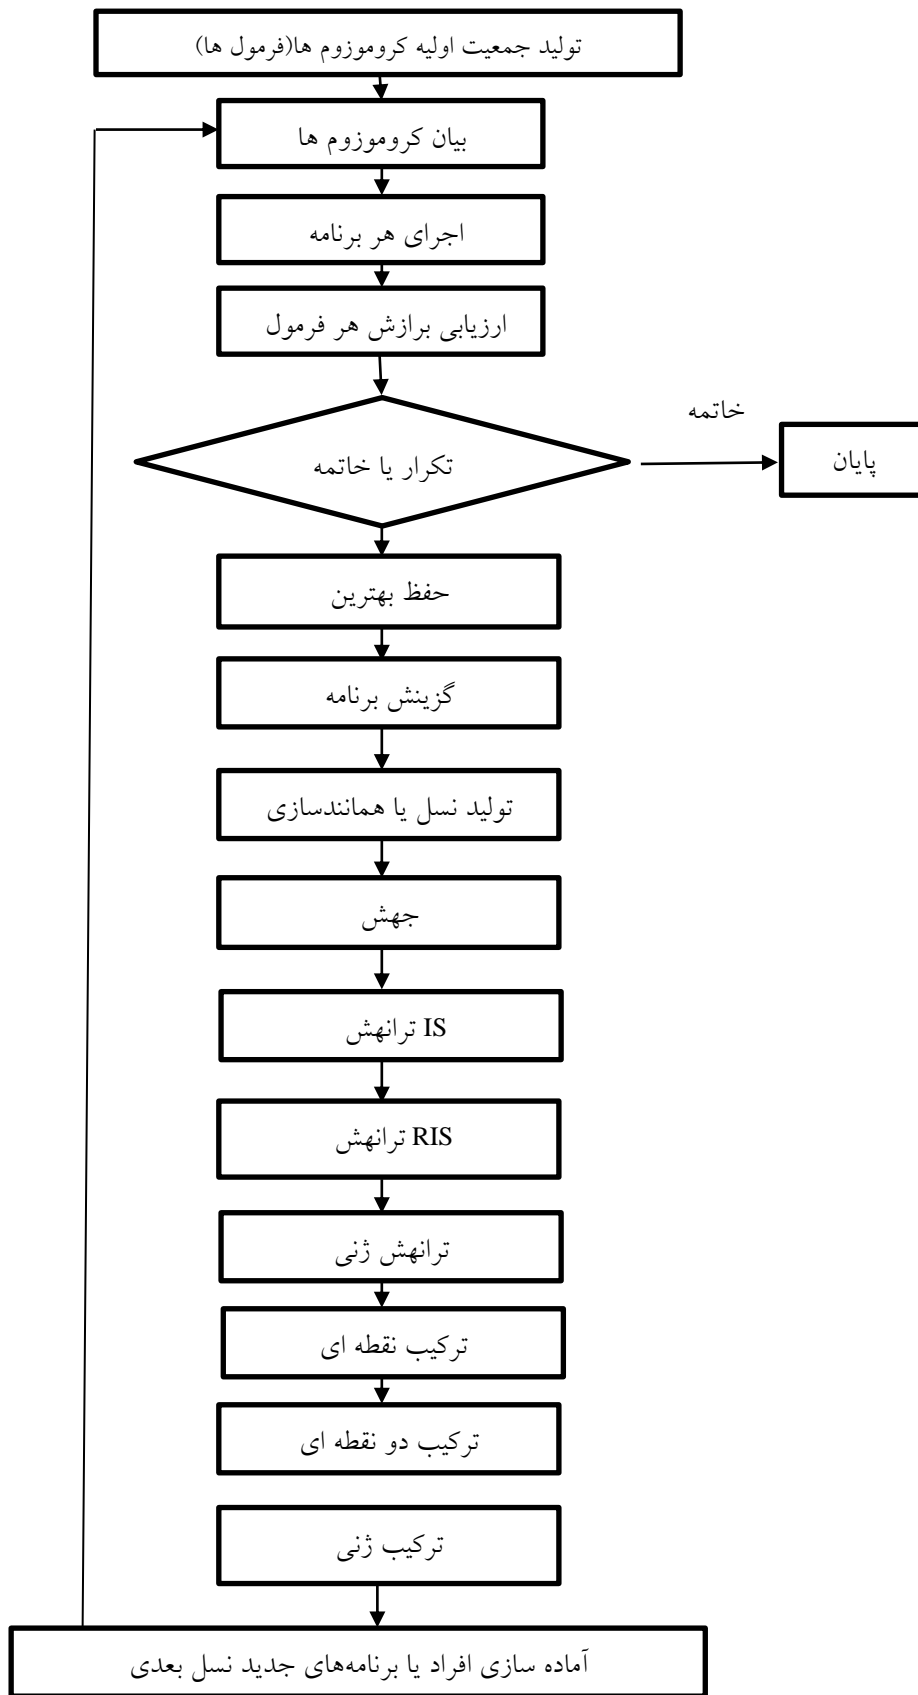 تولید جمعیت اولیه کروموزوم ها(فرمول ها)
بیان کروموزوم ها
اجرای هر برنامه
ارزیابی برازش هر فرمول
خاتمه
تکرار یا خاتمه
پایان
حفظ بهترین
گزینش برنامه
تولید نسل یا همانندسازی
جهش
ترانهش IS
ترانهش RIS
ترانهش ژنی
ترکیب نقطه ای
ترکیب دو نقطه ای
ترکیب ژنی
آماده سازی افراد یا برنامه‌های جدید نسل بعدی